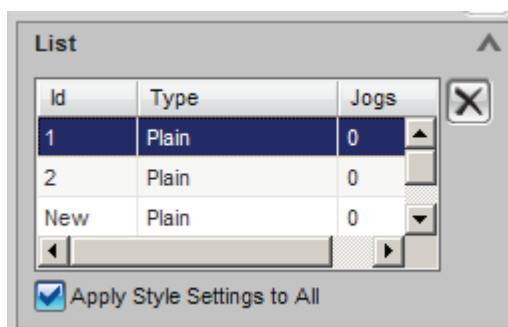 List
Id Type Jogs
1 Plain 0
2 Plain 0
New Plain 0
Apply Style Settings to All